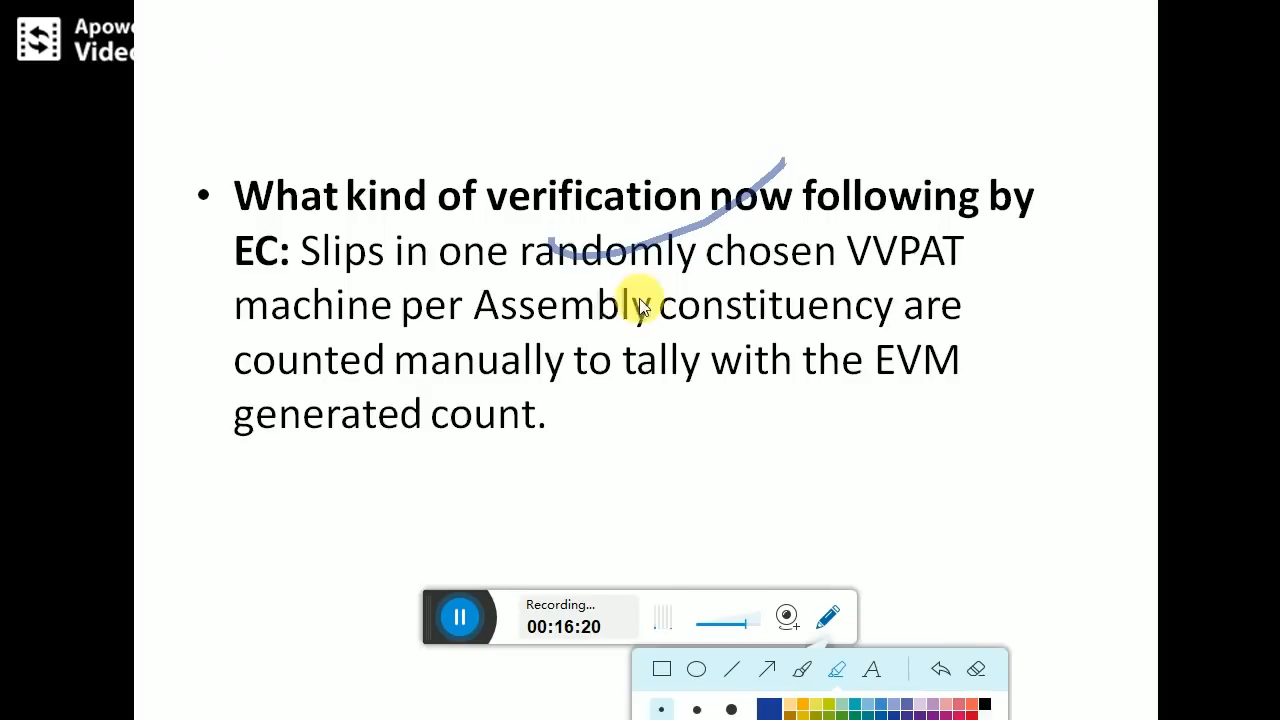 Apowe
Video
• What kind of verification now following by
EC: Slips in one randomly chosen VVPAT
machine per Assembly constituency are
counted manually to tally with the EVM
generated count.
Recording...
00:16:20
A